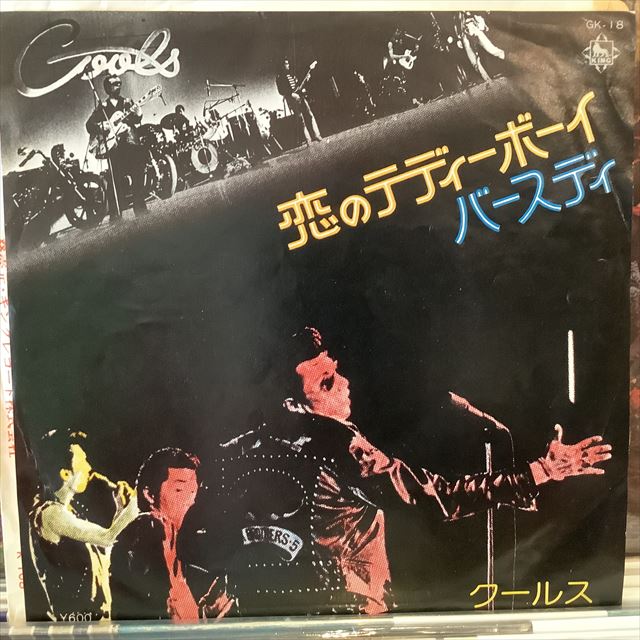 Cools
GK-18
KING
恋のテディーボーイ
バースディ
クールス
¥600